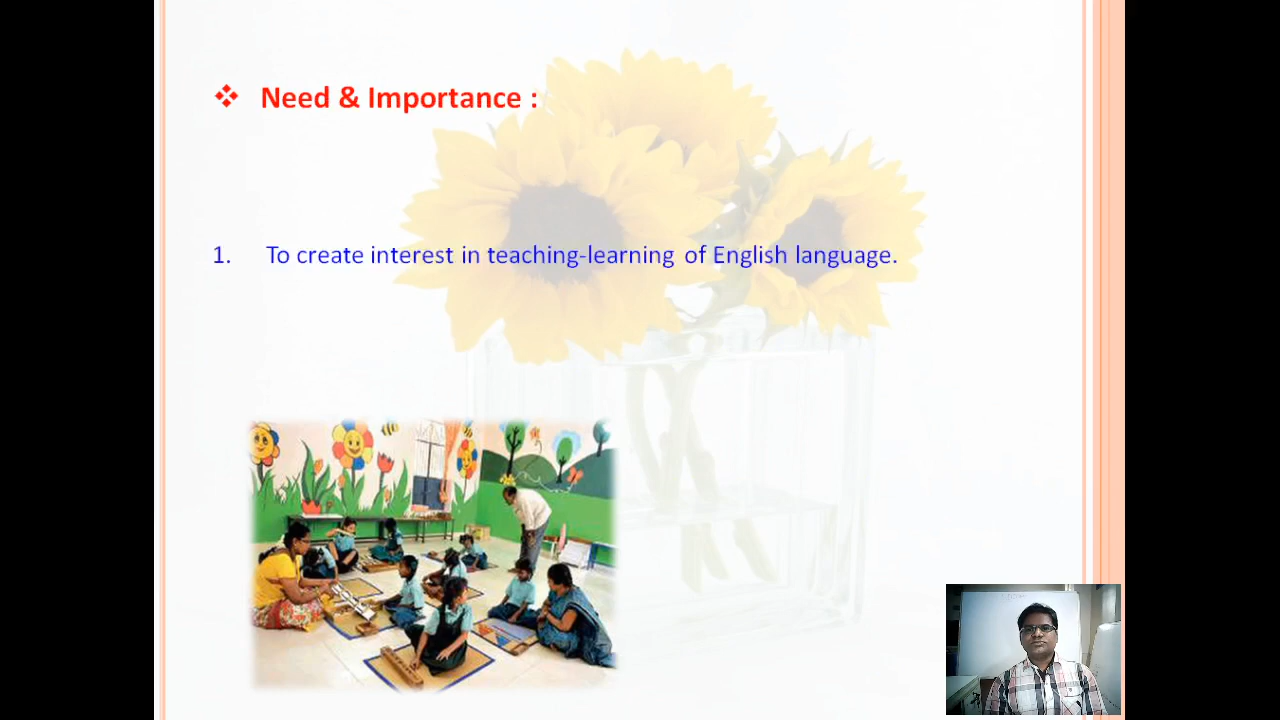 ❖ Need & Importance :
1. To create interest in teaching-learning of English language.